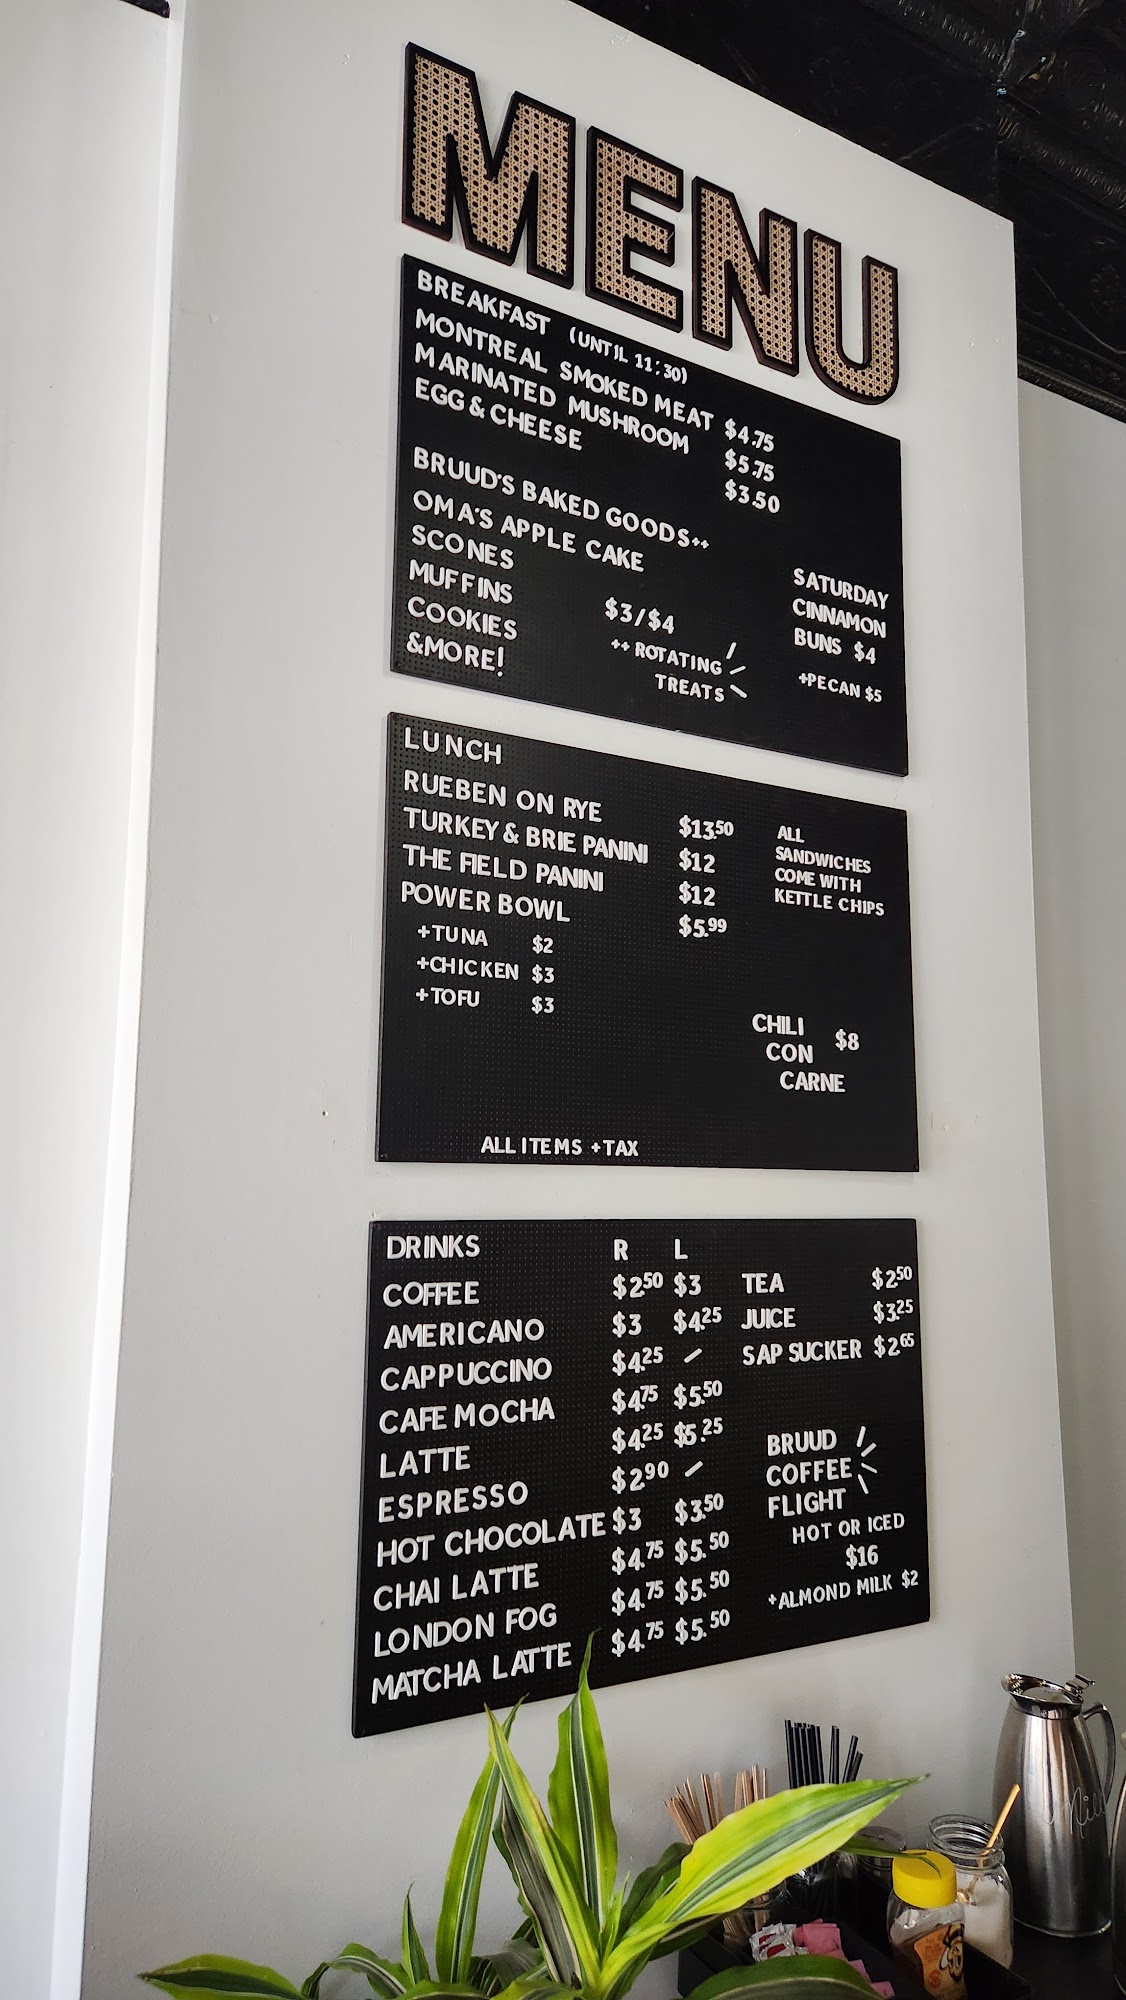 MENU
BREAKFAST (UNTIL 11:30)
MONTREAL SMOKED MEAT $4.75
MARINATED MUSHROOM $5.75
EGG & CHEESE $3.50
BRUUD'S BAKED GOODS++
OMA'S APPLE CAKE
SCONES
MUFFINS
COOKIES
&MORE!
$3/$4
++ ROTATING
TREATS
SATURDAY
CINNAMON
BUNS $4
+PECAN $5
LUNCH
RUEBEN ON RYE $13.50
TURKEY & BRIE PANINI $12
THE FIELD PANINI $12
POWER BOWL $5.99
+TUNA $2
+CHICKEN $3
+TOFU $3
ALL
SANDWICHES
COME WITH
KETTLE CHIPS
CHILI $8
CON
CARNE
ALL ITEMS +TAX
DRINKS R L
COFFEE $2.50 $3
AMERICANO $3 $4.25
CAPPUCCINO $4.25 /
CAFE MOCHA $4.75 $5.50
LATTE $4.25 $5.25
ESPRESSO $2.90 /
HOT CHOCOLATE $3 $3.50
CHAI LATTE $4.75 $5.50
LONDON FOG $4.75 $5.50
MATCHA LATTE $4.75 $5.50
TEA $2.50
JUICE $3.25
SAP SUCKER $2.65
BRUUD
COFFEE
FLIGHT
HOT OR ICED
$16
+ALMOND MILK $2